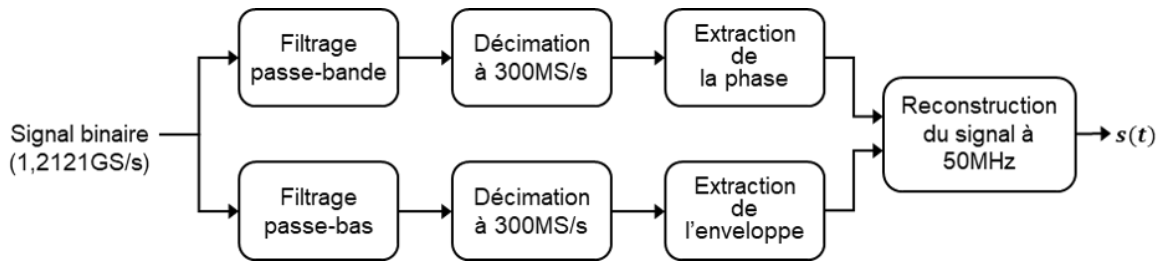 Signal binaire
(1,2121GS/s)
Filtrage
passe-bande
Décimation
à 300MS/s
Extraction
de
la phase
Filtrage
passe-bas
Décimation
à 300MS/s
Extraction
de
l'enveloppe
Reconstruction
du signal à
50MHz
s(t)